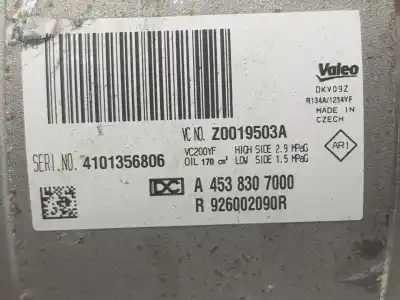 Valeo
DKV09Z
R134A/1234YF
MADE IN
CZECH
VC NO. Z0019503A
SERI.NO. 4101356806
VC200YF HIGH SIDE 2.9 MPaG
OIL 170 cm³ LOW SIDE 1.5 MPaG
AR1
DC A 453 830 7000
R 926002090R